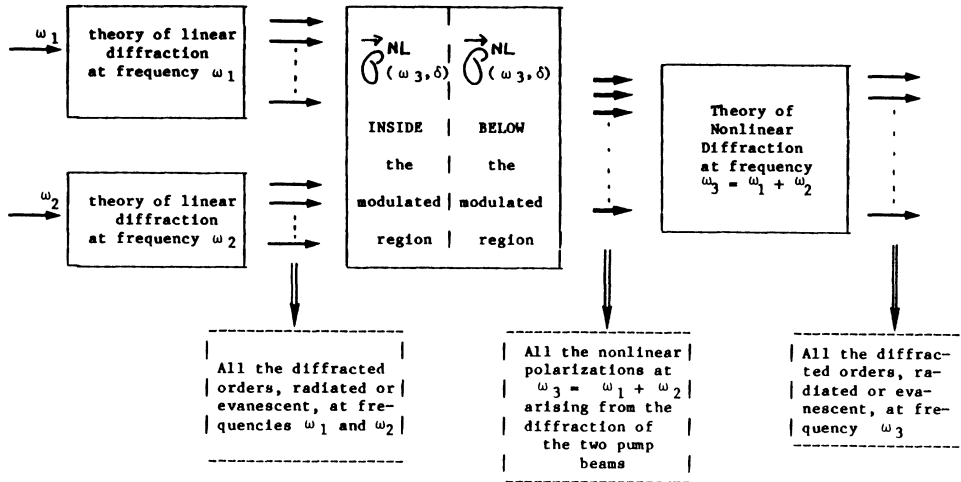 ω1
theory of linear
diffraction
at frequency ω1
ω2
theory of linear
diffraction
at frequency ω2
P→NL(ω3,δ)
INSIDE
the
modulated
region
P→NL(ω3,δ)
BELOW
the
modulated
region
Theory of
Nonlinear
Diffraction
at frequency
ω3 = ω1 + ω2
All the diffracted
orders, radiated or
evanescent, at fre-
quencies ω1 and ω2
All the nonlinear
polarizations at
ω3 = ω1 + ω2
arising from the
diffraction of
the two pump
beams
All the diffrac-
ted orders, ra-
diated or eva-
nescent, at fre-
quency ω3